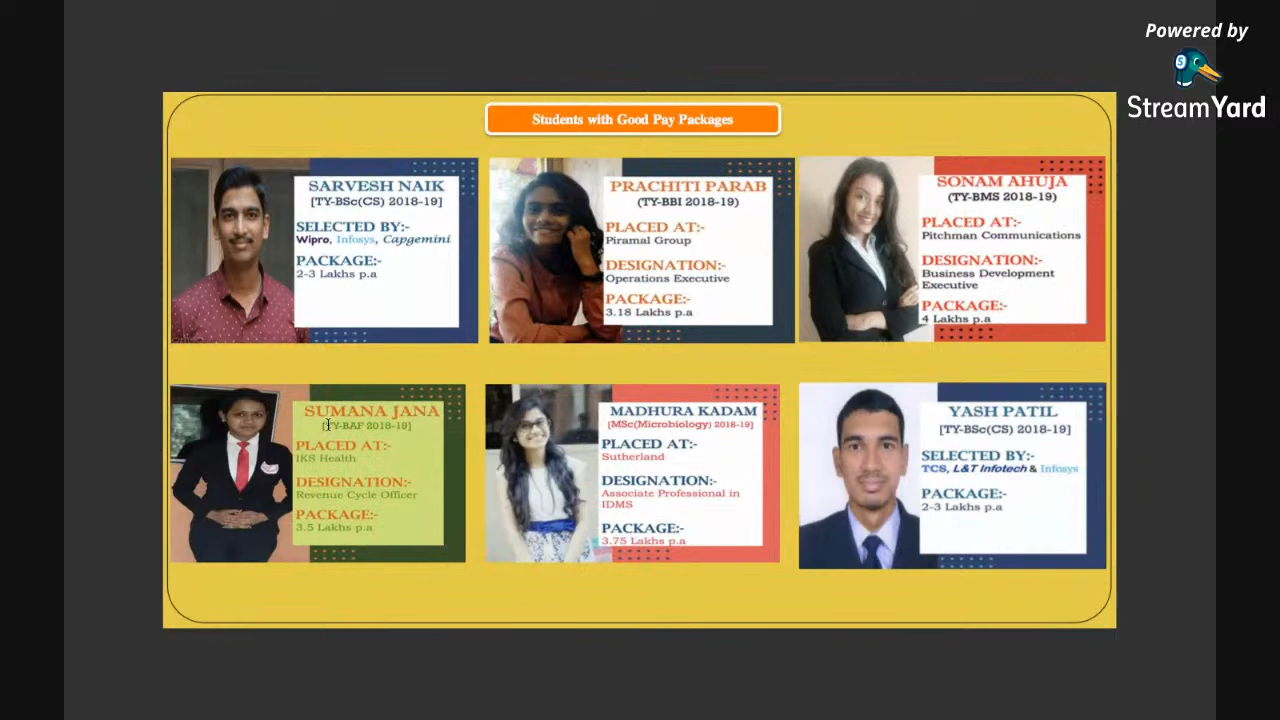 Powered by
StreamYard
Students with Good Pay Packages
SARVESH NAIK
[TY-BSc(CS) 2018-19]
SELECTED BY:-
Wipro, Infosys, Capgemini
PACKAGE:-
2-3 Lakhs p.a
PRACHITI PARAB
(TY-BBI 2018-19)
PLACED AT:-
Piramal Group
DESIGNATION:-
Operations Executive
PACKAGE:-
3.18 Lakhs p.a
SONAM AHUJA
(TY-BMS 2018-19)
PLACED AT:-
Pitchman Communications
DESIGNATION:-
Business Development
Executive
PACKAGE:-
4 Lakhs p.a
SUMANA JANA
[TY-BAF 2018-19]
PLACED AT:-
IKS Health
DESIGNATION:-
Revenue Cycle Officer
PACKAGE:-
3.5 Lakhs p.a
MADHURA KADAM
[MSc(Microbiology) 2018-19]
PLACED AT:-
Sutherland
DESIGNATION:-
Associate Professional in
IDMS
PACKAGE:-
3.75 Lakhs p.a
YASH PATIL
[TY-BSc(CS) 2018-19]
SELECTED BY:-
TCS, L&T Infotech & Infosys
PACKAGE:-
2-3 Lakhs p.a